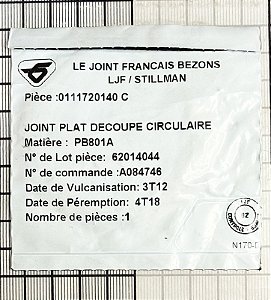 LE JOINT FRANCAIS BEZONS
LJF / STILLMAN
Pièce :0111720140 C
JOINT PLAT DECOUPE CIRCULAIRE
Matière : PB801A
N° de Lot pièce: 62014044
N° de commande :A084746
Date de Vulcanisation: 3T12
Date de Péremption: 4T18
Nombre de pièces :1
LJF
12
N170-